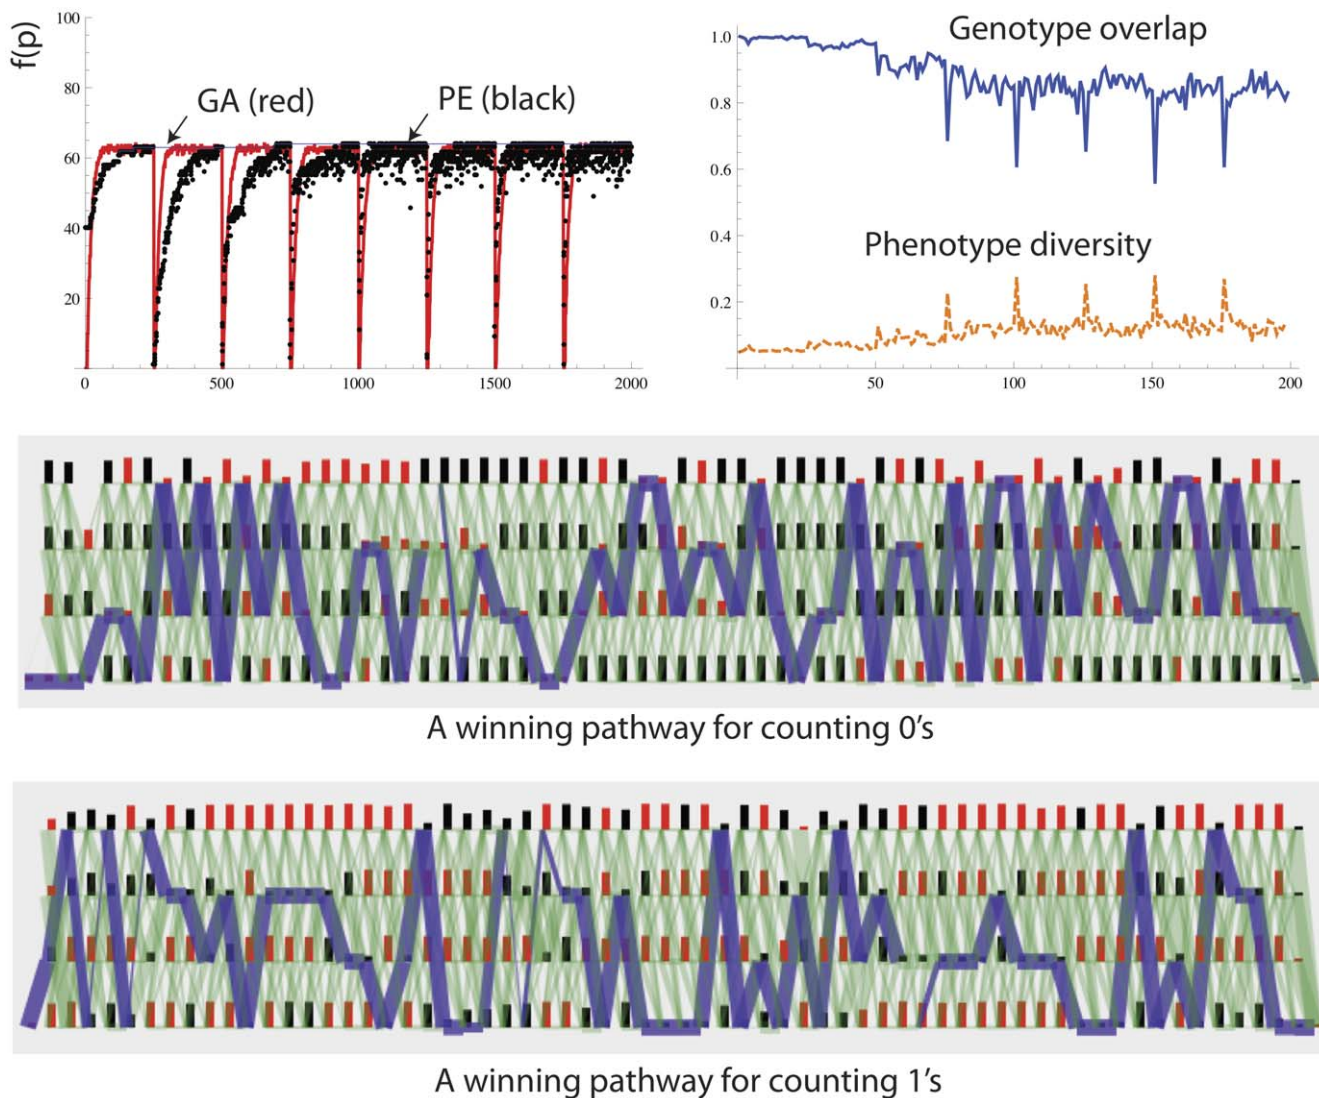 f(p)
100
80
60
40
20
GA (red)
PE (black)
0
500
1000
1500
2000
Genotype overlap
1.0
0.8
0.6
0.4
0.2
Phenotype diversity
50
100
150
200
A winning pathway for counting 0's
A winning pathway for counting 1's